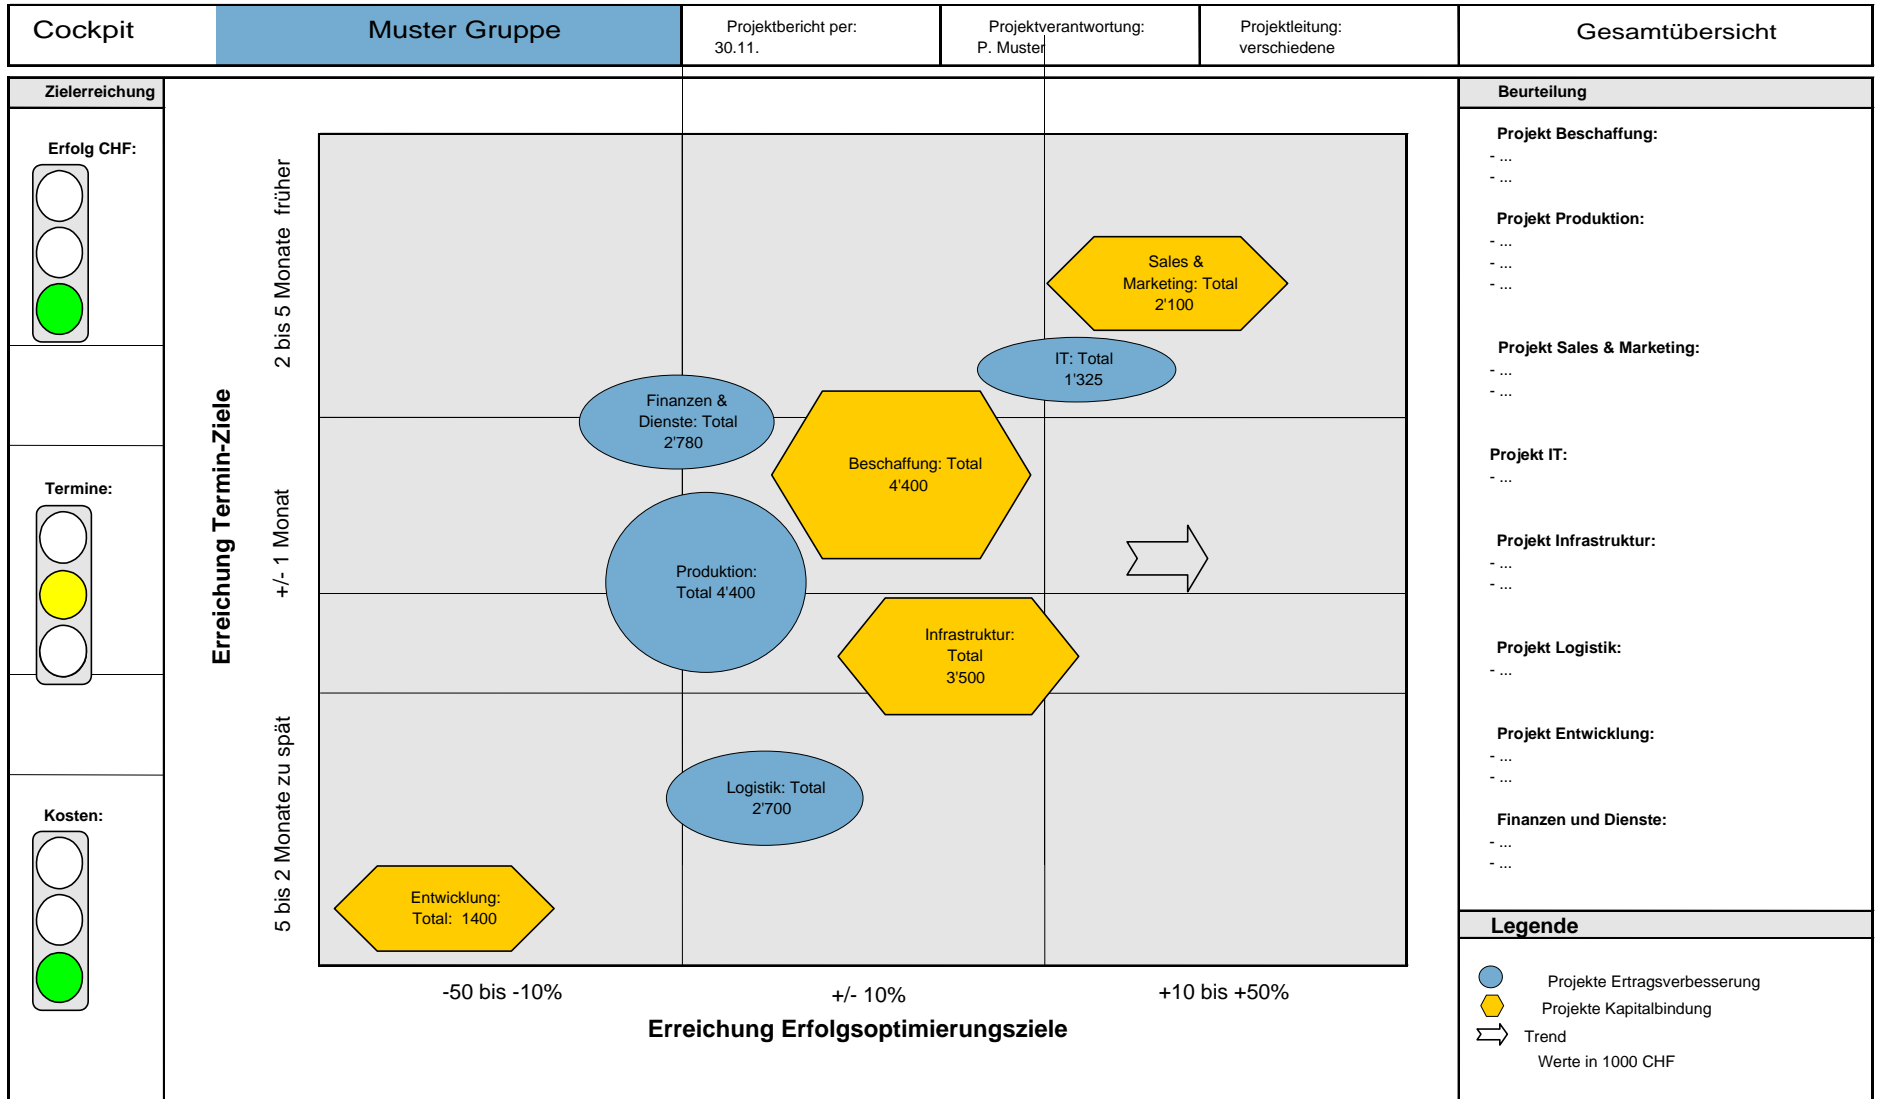 Cockpit
Muster Gruppe
Projektbericht per:
30.11.
Projektverantwortung:
P. Muster
Projektleitung:
verschiedene
Gesamtübersicht
Zielerreichung
Erfolg CHF:
Termine:
Kosten:
Erreichung Termin-Ziele
2 bis 5 Monate  früher
+/- 1 Monat
5 bis 2 Monate zu spät
Sales &
Marketing: Total
2'100
IT: Total
1'325
Finanzen &
Dienste: Total
2'780
Beschaffung: Total
4'400
Produktion:
Total 4'400
Infrastruktur:
Total
3'500
Logistik: Total
2'700
Entwicklung:
Total:  1400
-50 bis -10%
+/- 10%
+10 bis +50%
Erreichung Erfolgsoptimierungsziele
Beurteilung
Projekt Beschaffung:
- ...
- ...
Projekt Produktion:
- ...
- ...
- ...
Projekt Sales & Marketing:
- ...
- ...
Projekt IT:
- ...
Projekt Infrastruktur:
- ...
- ...
Projekt Logistik:
- ...
Projekt Entwicklung:
- ...
- ...
Finanzen und Dienste:
- ...
- ...
Legende
Projekte Ertragsverbesserung
Projekte Kapitalbindung
Trend
Werte in 1000 CHF